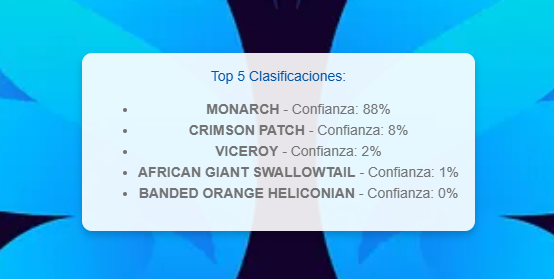 Top 5 Clasificaciones:
• MONARCH - Confianza: 88%
• CRIMSON PATCH - Confianza: 8%
• VICEROY - Confianza: 2%
• AFRICAN GIANT SWALLOWTAIL - Confianza: 1%
• BANDED ORANGE HELICONIAN - Confianza: 0%